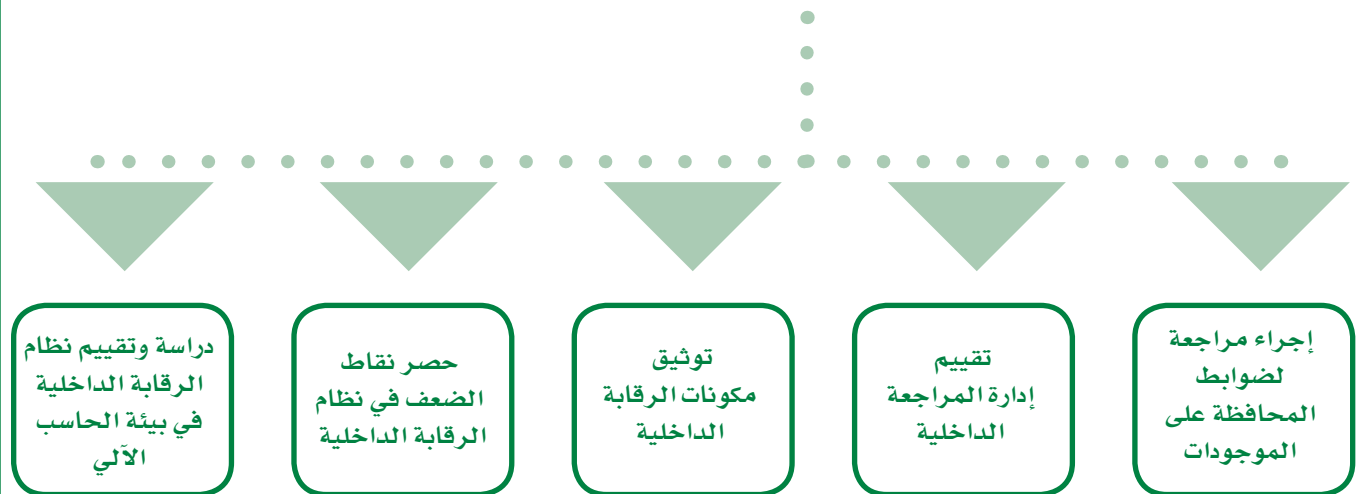 إجراء مراجعة
لضوابط
المحافظة على
الموجودات
تقييم
إدارة المراجعة
الداخلية
توثيق
مكونات الرقابة
الداخلية
حصر نقاط
الضعف في نظام
الرقابة الداخلية
دراسة وتقييم نظام
الرقابة الداخلية
في بيئة الحاسب
الآلي